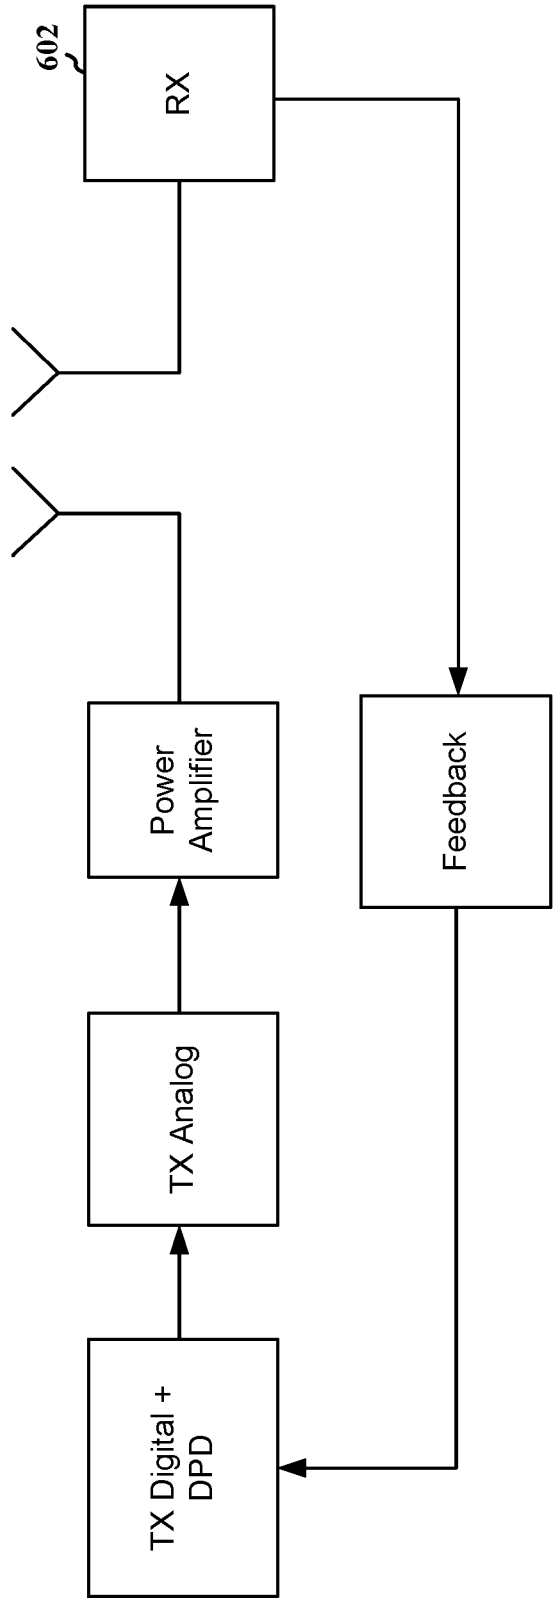 TX Digital +
DPD
TX Analog
Power
Amplifier
RX
602
Feedback